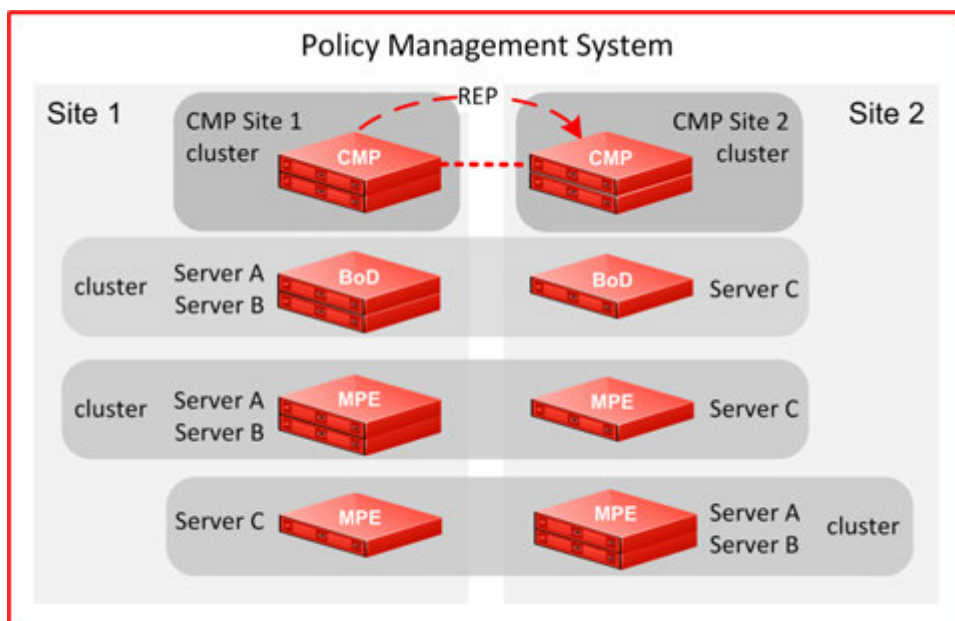 Policy Management System
Site 1
REP
Site 2
CMP Site 1
cluster
CMP
CMP
CMP Site 2
cluster
cluster
Server A
Server B
BoD
BoD
Server C
cluster
Server A
Server B
MPE
MPE
Server C
Server C
MPE
MPE
Server A
Server B
cluster